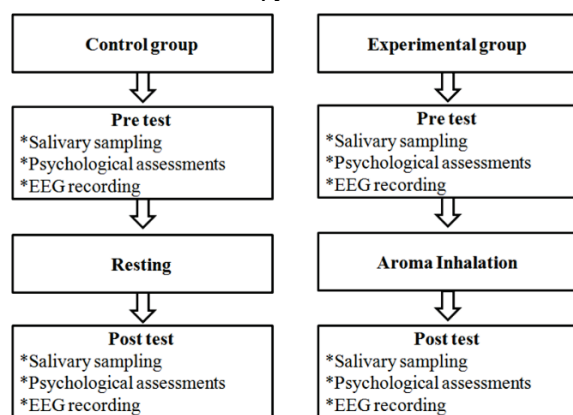 Control group
Pre test
*Salivary sampling
*Psychological assessments
*EEG recording
Resting
Post test
*Salivary sampling
*Psychological assessments
*EEG recording
Experimental group
Pre test
*Salivary sampling
*Psychological assessments
*EEG recording
Aroma Inhalation
Post test
*Salivary sampling
*Psychological assessments
*EEG recording